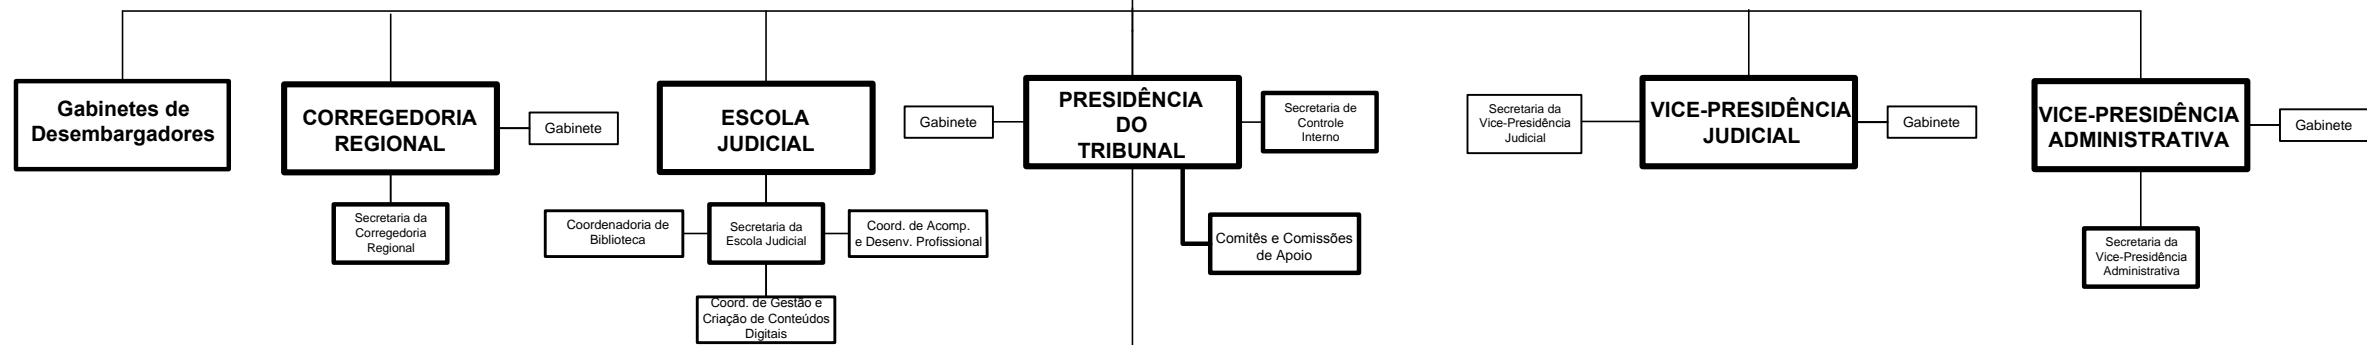 Gabinetes de
Desembargadores
CORREGEDORIA
REGIONAL
Gabinete
Secretaria da
Corregedoria
Regional
ESCOLA
JUDICIAL
Coordenadoria de
Biblioteca
Secretaria da
Escola Judicial
Coord. de Acomp.
e Desenv. Profissional
Coord. de Gestão e
Criação de Conteúdos
Digitais
Gabinete
PRESIDÊNCIA
DO
TRIBUNAL
Secretaria de
Controle
Interno
Comitês e Comissões
de Apoio
Secretaria da
Vice-Presidência
Judicial
VICE-PRESIDÊNCIA
JUDICIAL
Gabinete
VICE-PRESIDÊNCIA
ADMINISTRATIVA
Gabinete
Secretaria da
Vice-Presidência
Administrativa